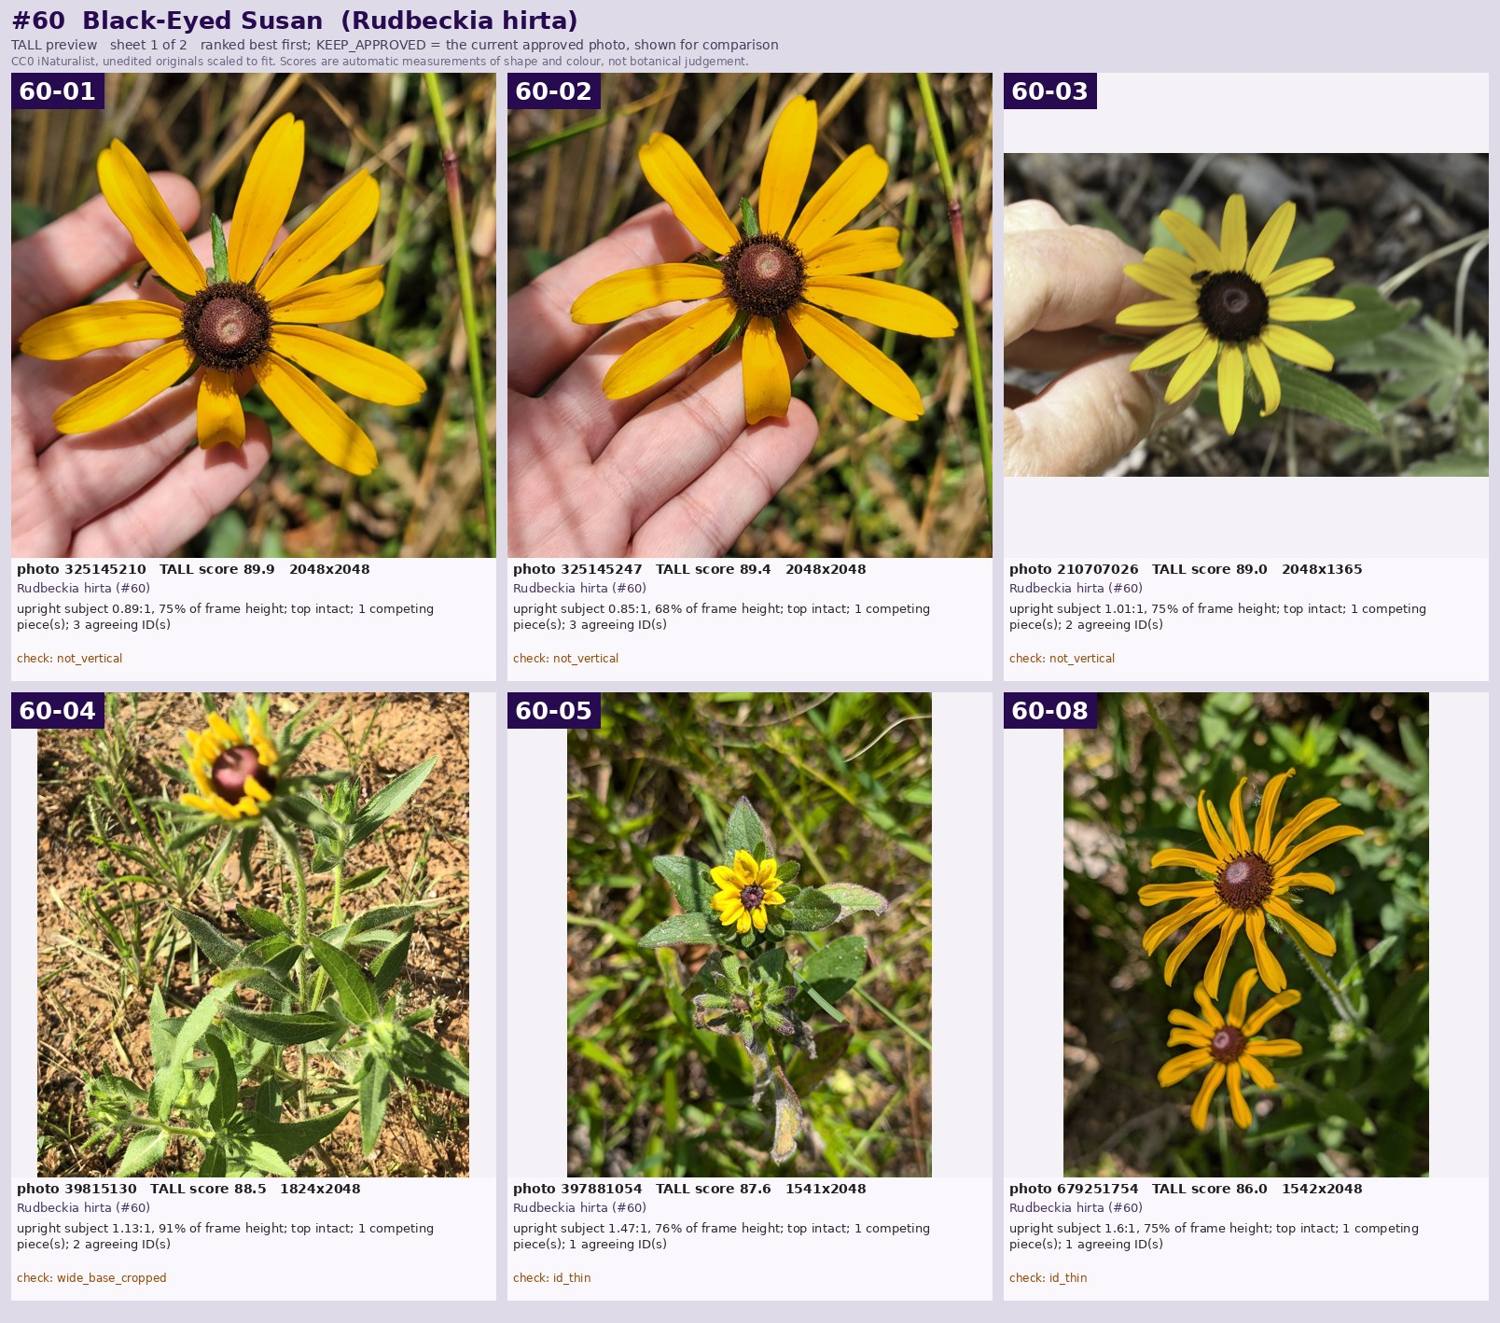 #60 Black-Eyed Susan (Rudbeckia hirta)
TALL preview sheet 1 of 2 ranked best first; KEEP_APPROVED = the current approved photo, shown for comparison
CC0 iNaturalist, unedited originals scaled to fit. Scores are automatic measurements of shape and colour, not botanical judgement.
60-01
60-02
60-03
photo 325145210 TALL score 89.9 2048x2048
Rudbeckia hirta (#60)
upright subject 0.89:1, 75% of frame height; top intact; 1 competing
piece(s); 3 agreeing ID(s)
check: not_vertical
photo 325145247 TALL score 89.4 2048x2048
Rudbeckia hirta (#60)
upright subject 0.85:1, 68% of frame height; top intact; 1 competing
piece(s); 3 agreeing ID(s)
check: not_vertical
photo 210707026 TALL score 89.0 2048x1365
Rudbeckia hirta (#60)
upright subject 1.01:1, 75% of frame height; top intact; 1 competing
piece(s); 2 agreeing ID(s)
check: not_vertical
60-04
60-05
60-08
photo 39815130 TALL score 88.5 1824x2048
Rudbeckia hirta (#60)
upright subject 1.13:1, 91% of frame height; top intact; 1 competing
piece(s); 2 agreeing ID(s)
check: wide_base_cropped
photo 397881054 TALL score 87.6 1541x2048
Rudbeckia hirta (#60)
upright subject 1.47:1, 76% of frame height; top intact; 1 competing
piece(s); 1 agreeing ID(s)
check: id_thin
photo 679251754 TALL score 86.0 1542x2048
Rudbeckia hirta (#60)
upright subject 1.6:1, 75% of frame height; top intact; 1 competing
piece(s); 1 agreeing ID(s)
check: id_thin